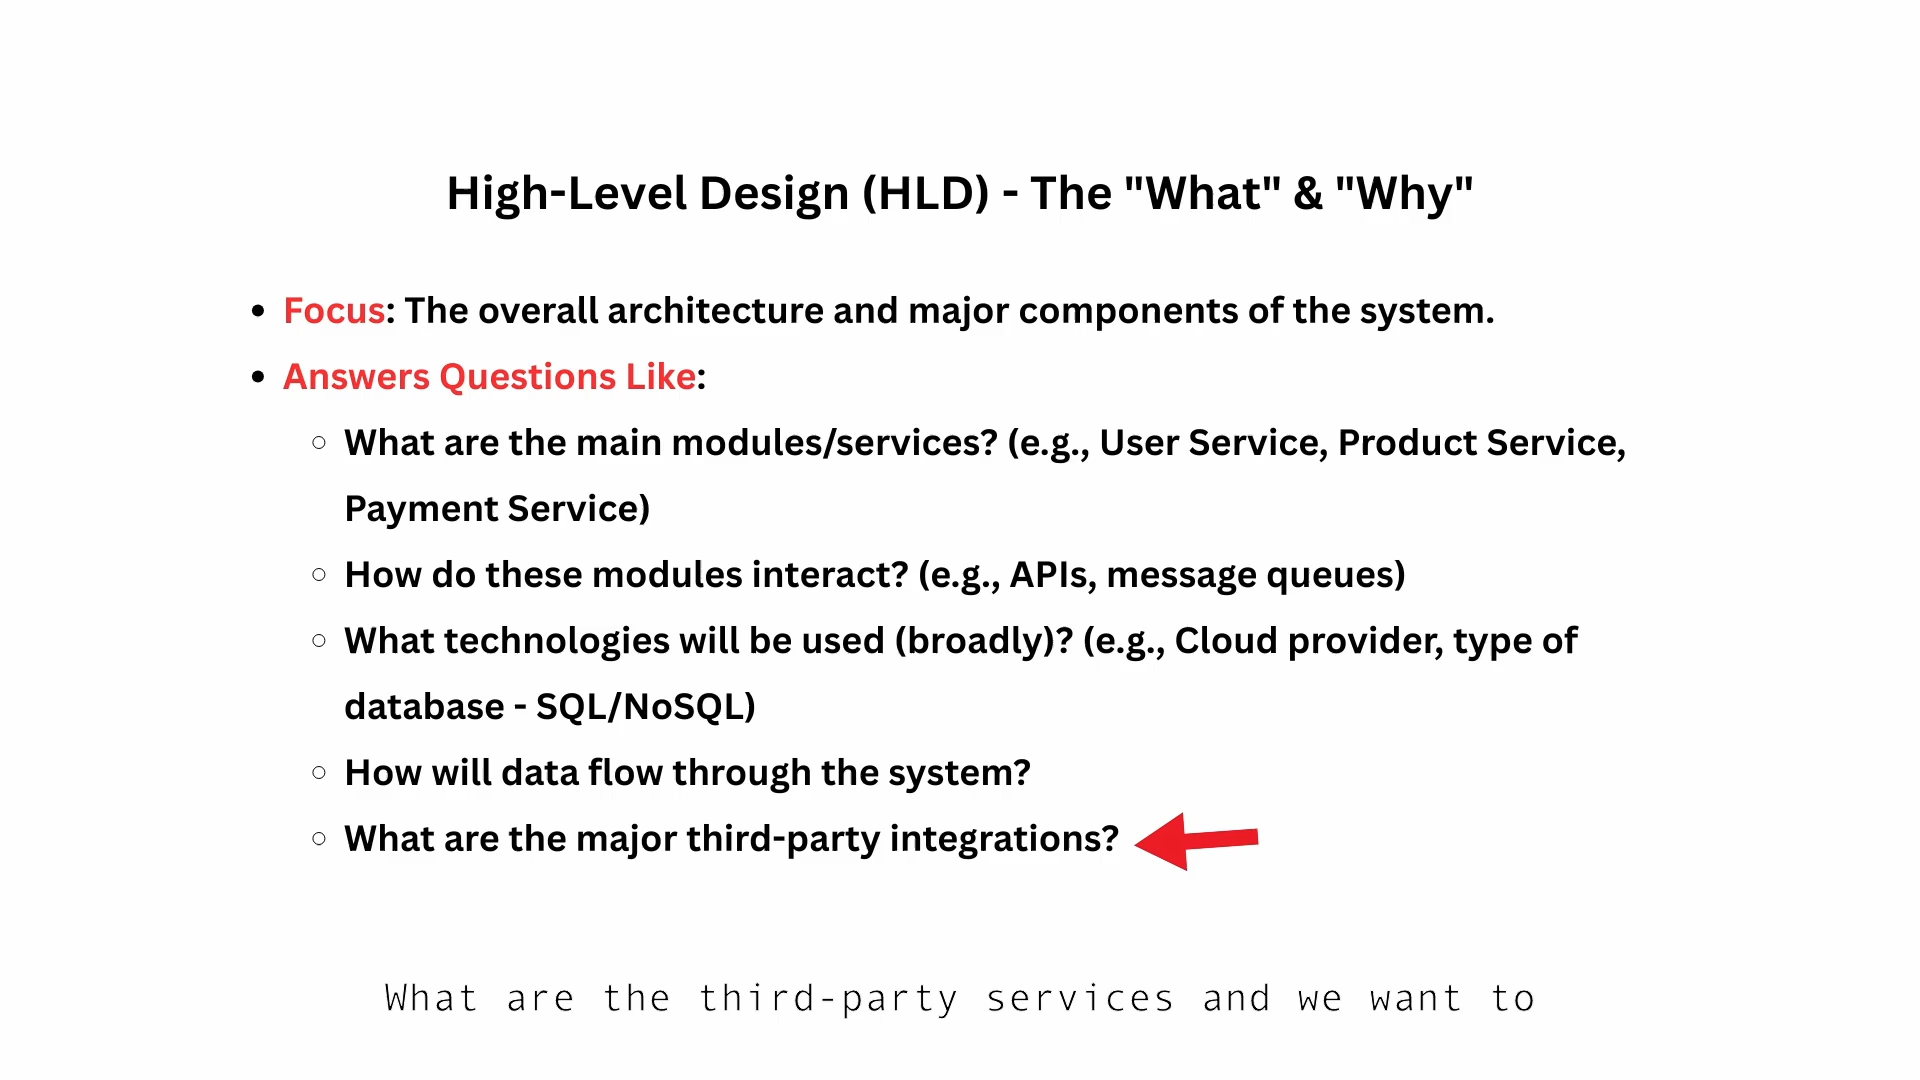 High-Level Design (HLD) - The "What" & "Why"
• Focus: The overall architecture and major components of the system.
• Answers Questions Like:
○ What are the main modules/services? (e.g., User Service, Product Service,
Payment Service)
○ How do these modules interact? (e.g., APIs, message queues)
○ What technologies will be used (broadly)? (e.g., Cloud provider, type of
database - SQL/NoSQL)
○ How will data flow through the system?
○ What are the major third-party integrations?
What are the third-party services and we want to